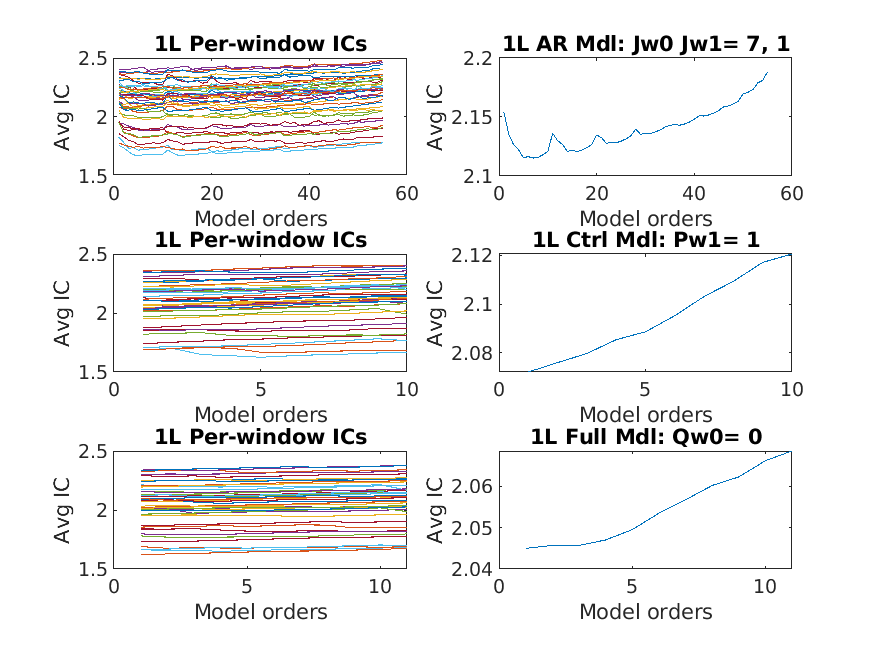 1L Per-window ICs
2.5
2
1.5
Avg IC
0 20 40 60
Model orders
1L AR Mdl: Jw0 Jw1= 7, 1
2.2
2.15
2.1
Avg IC
0 20 40 60
Model orders
1L Per-window ICs
2.5
2
1.5
Avg IC
0 5 10
Model orders
1L Ctrl Mdl: Pw1= 1
2.12
2.1
2.08
Avg IC
0 5 10
Model orders
1L Per-window ICs
2.5
2
1.5
Avg IC
0 5 10
Model orders
1L Full Mdl: Qw0= 0
2.06
2.05
2.04
Avg IC
0 5 10
Model orders